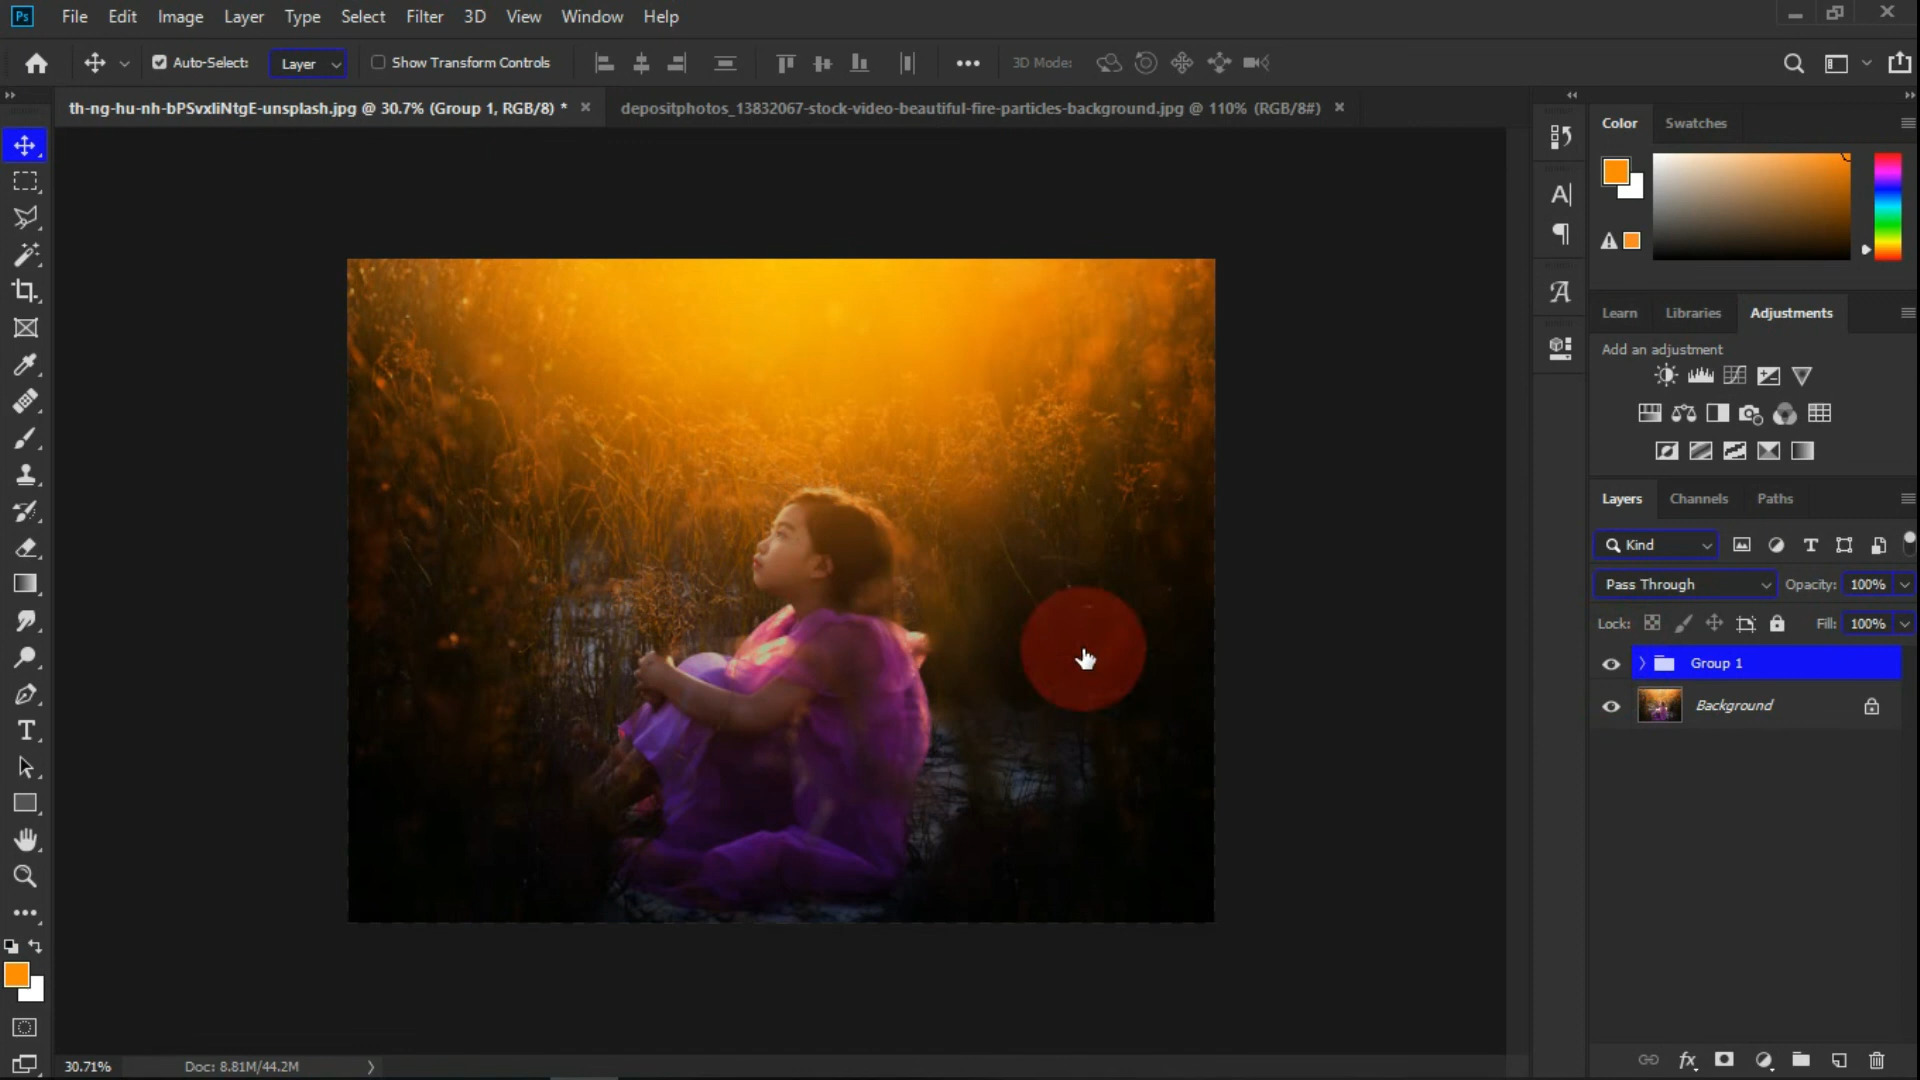 Ps File Edit Image Layer Type Select Filter 3D View Window Help
Auto-Select: Layer Show Transform Controls 3D Mode:
th-ng-hu-nh-bPSvxliNtgE-unsplash.jpg @ 30.7% (Group 1, RGB/8) * depositphotos_13832067-stock-video-beautiful-fire-particles-background.jpg @ 110% (RGB/8#)
Color Swatches
Learn Libraries Adjustments
Add an adjustment
Layers Channels Paths
Kind
Pass Through Opacity: 100%
Lock: Fill: 100%
Group 1
Background
30.71% Doc: 8.81M/44.2M